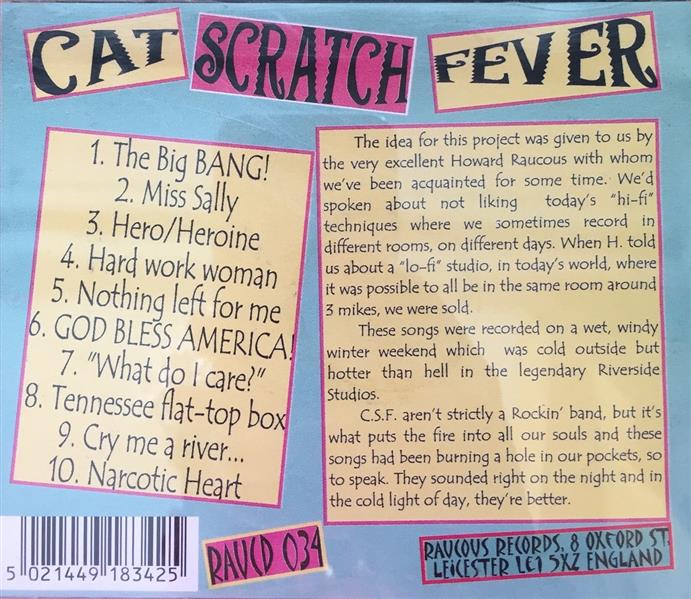 CAT SCRATCH FEVER
1. The Big BANG!
2. Miss Sally
3. Hero/Heroine
4. Hard work woman
5. Nothing left for me
6. GOD BLESS AMERICA!
7. "What do I care?"
8. Tennessee flat-top box
9. Cry me a river...
10. Narcotic Heart
The idea for this project was given to us by
the very excellent Howard Raucous with whom
we've been acquainted for some time. We'd
spoken about not liking today's "hi-fi"
techniques where we sometimes record in
different rooms, on different days. When H. told
us about a "lo-fi" studio, in today's world, where
it was possible to all be in the same room around
3 mikes, we were sold.
These songs were recorded on a wet, windy
winter weekend which was cold outside but
hotter than hell in the legendary Riverside
Studios.
C.S.F. aren't strictly a Rockin' band, but it's
what puts the fire into all our souls and these
songs had been burning a hole in our pockets, so
to speak. They sounded right on the night and in
the cold light of day, they're better.
5 021449 183425
RAUCD 034
RAUCOUS RECORDS, 8 OXFORD ST.
LEICESTER LE1 5XZ ENGLAND